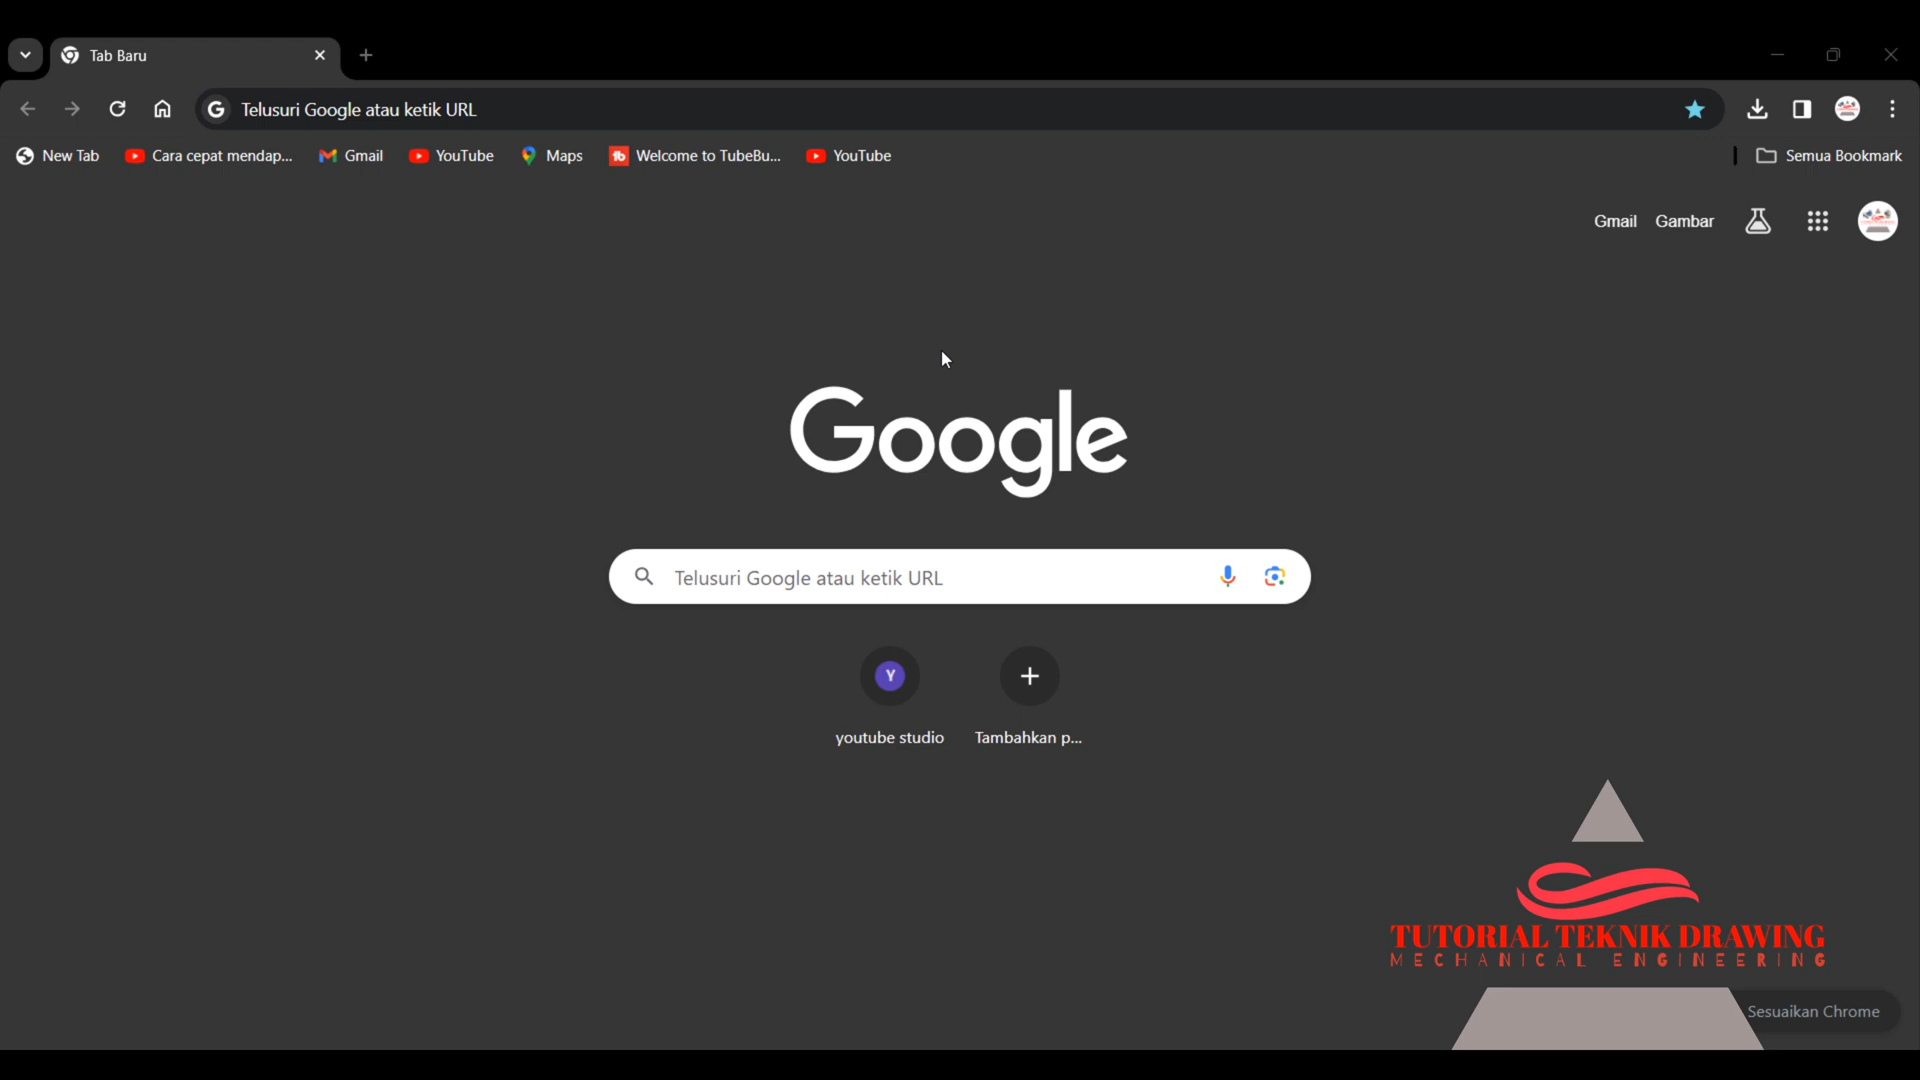 Tab Baru
Telusuri Google atau ketik URL
New Tab
Cara cepat mendap...
Gmail
YouTube
Maps
Welcome to TubeBu...
YouTube
Semua Bookmark
Gmail
Gambar
Google
Telusuri Google atau ketik URL
Y
youtube studio
Tambahkan p...
TUTORIAL TEKNIK DRAWING
MECHANICAL ENGINEERING
Sesuaikan Chrome